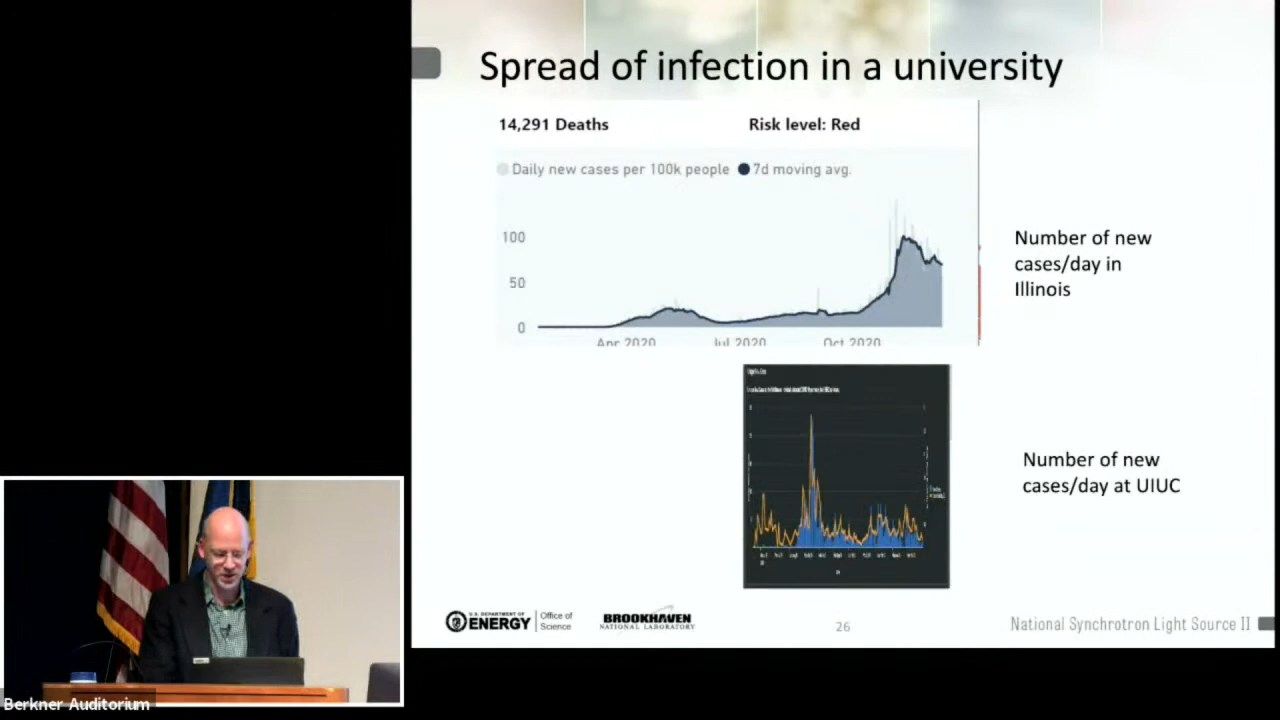 Spread of infection in a university
14,291 Deaths
Risk level: Red
Daily new cases per 100k people
7d moving avg.
100
50
0
Apr 2020
Jul 2020
Oct 2020
Number of new
cases/day in
Illinois
Number of new
cases/day at UIUC
U.S. DEPARTMENT OF
ENERGY
Office of
Science
BROOKHAVEN
NATIONAL LABORATORY
26
National Synchrotron Light Source II
Berkner Auditorium